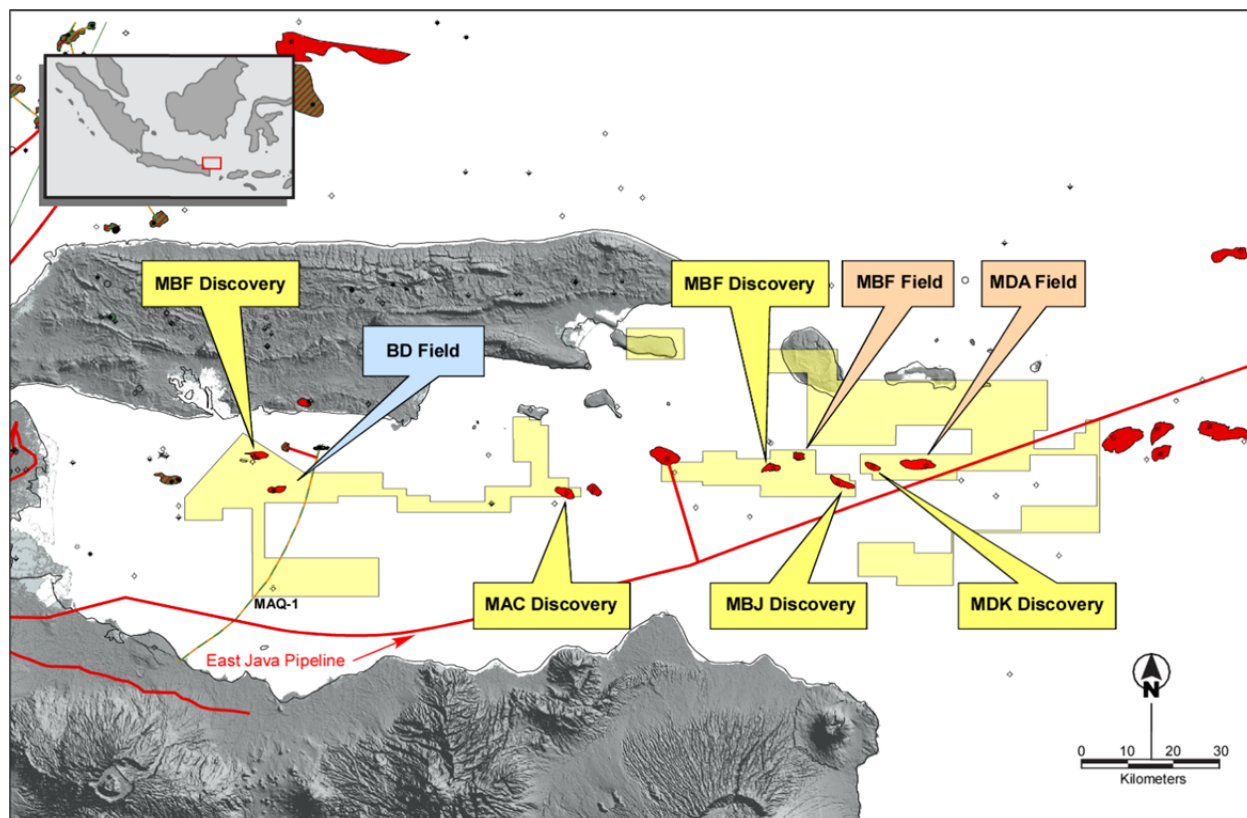 MBF Discovery
BD Field
MBF Discovery
MBF Field
MDA Field
MAC Discovery
MBJ Discovery
MDK Discovery
MAQ-1
East Java Pipeline
N
0 10 20 30
Kilometers